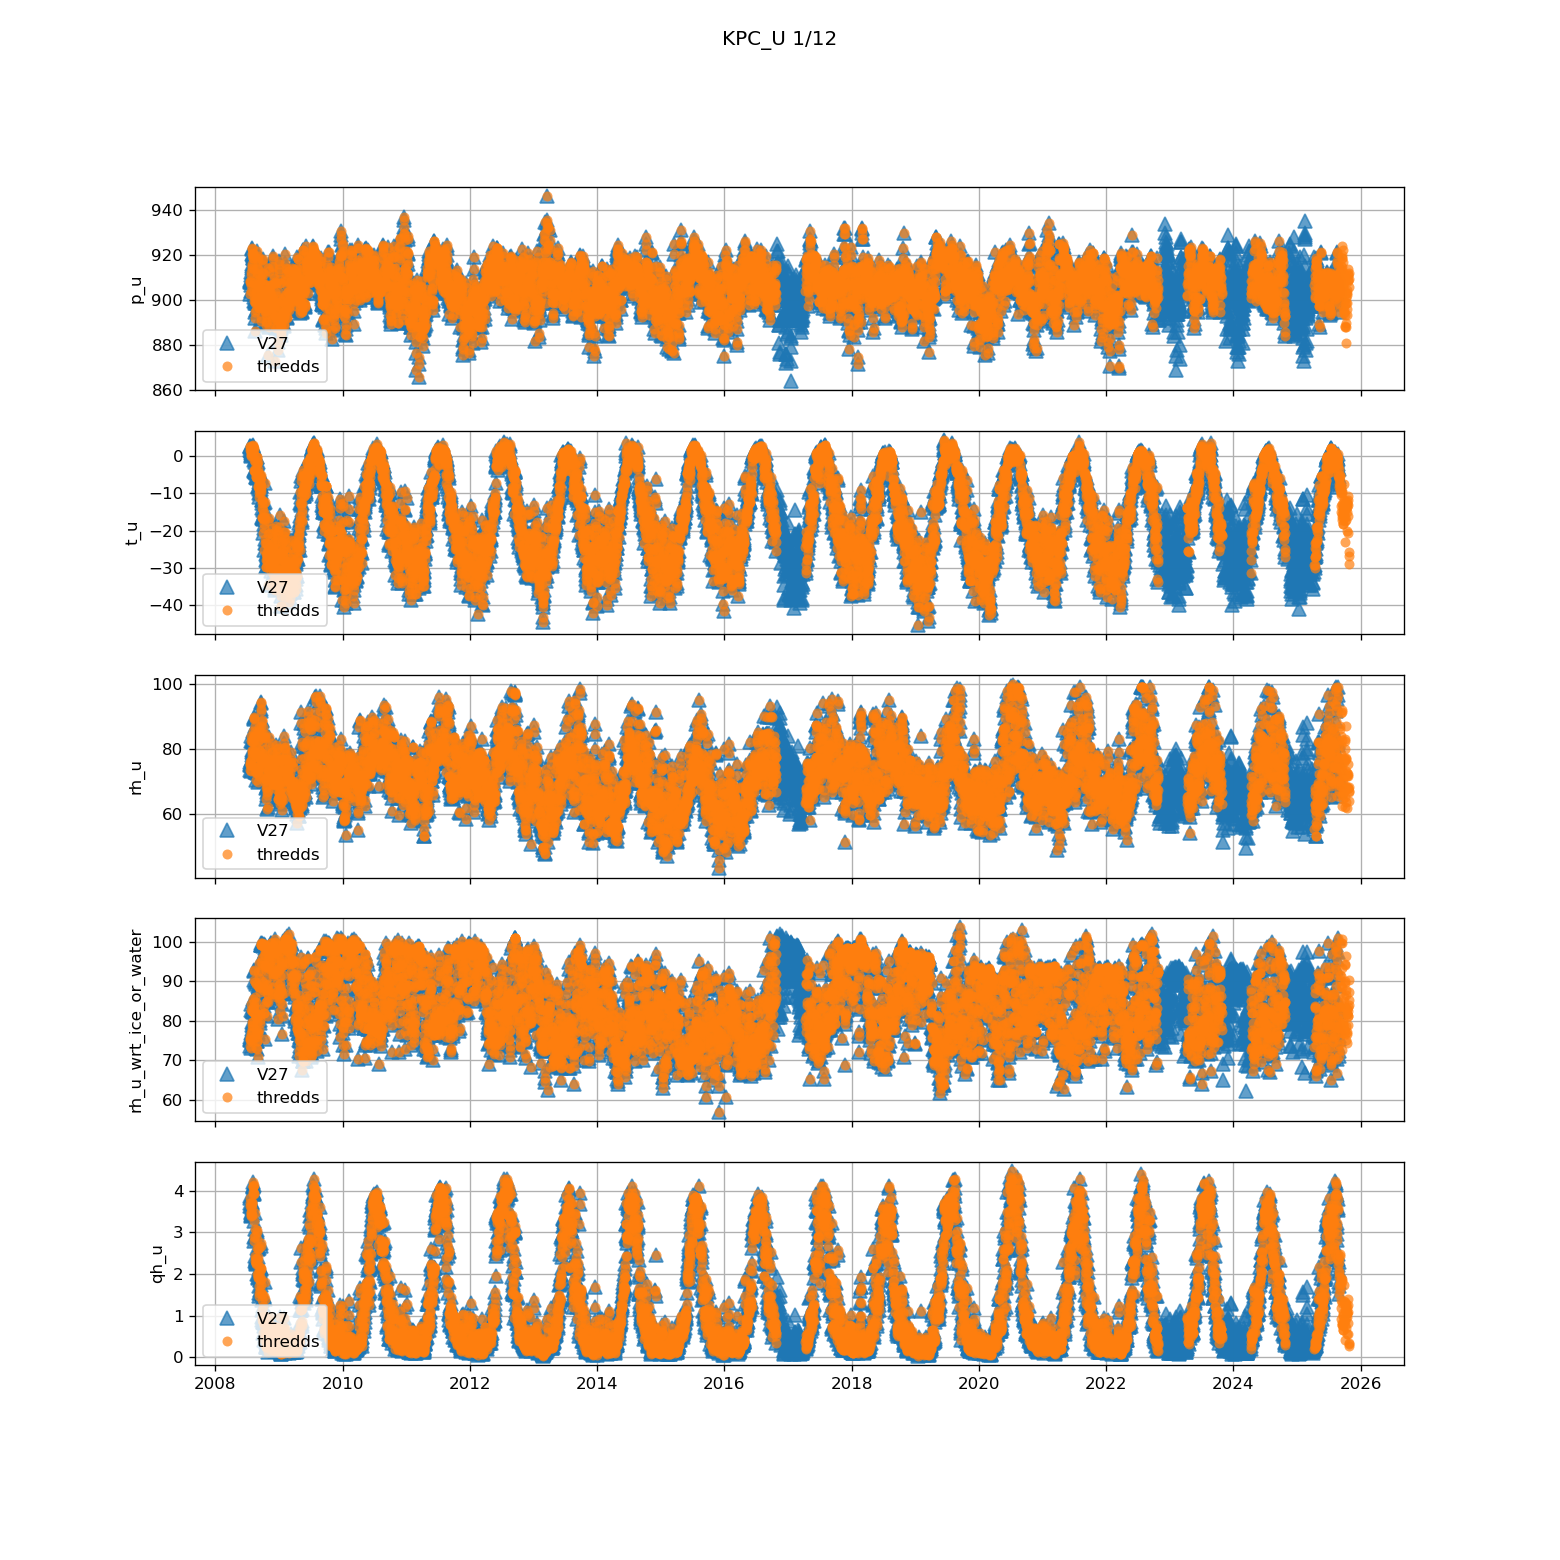 KPC_U 1/12
940
920
900
880
860
p_u
V27
thredds
0
−10
−20
−30
−40
t_u
V27
thredds
100
80
60
rh_u
V27
thredds
100
90
80
70
60
rh_u_wrt_ice_or_water
V27
thredds
4
3
2
1
0
qh_u
V27
thredds
2008 2010 2012 2014 2016 2018 2020 2022 2024 2026